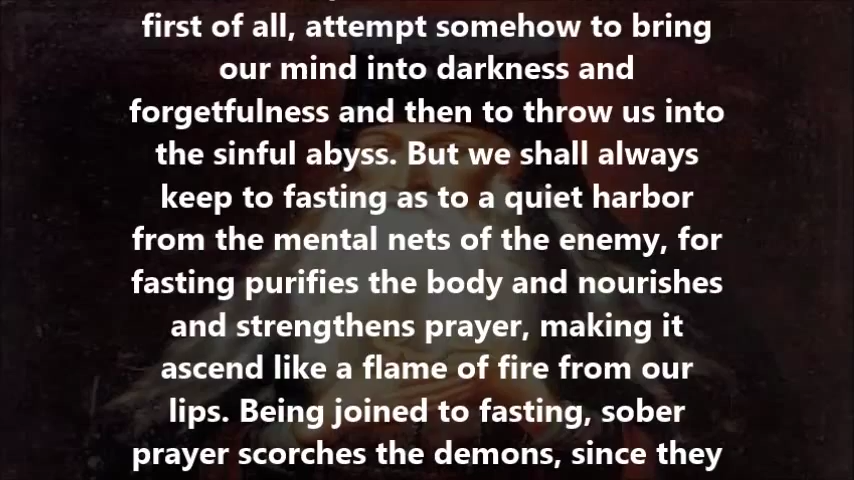 first of all, attempt somehow to bring
our mind into darkness and
forgetfulness and then to throw us into
the sinful abyss. But we shall always
keep to fasting as to a quiet harbor
from the mental nets of the enemy, for
fasting purifies the body and nourishes
and strengthens prayer, making it
ascend like a flame of fire from our
lips. Being joined to fasting, sober
prayer scorches the demons, since they